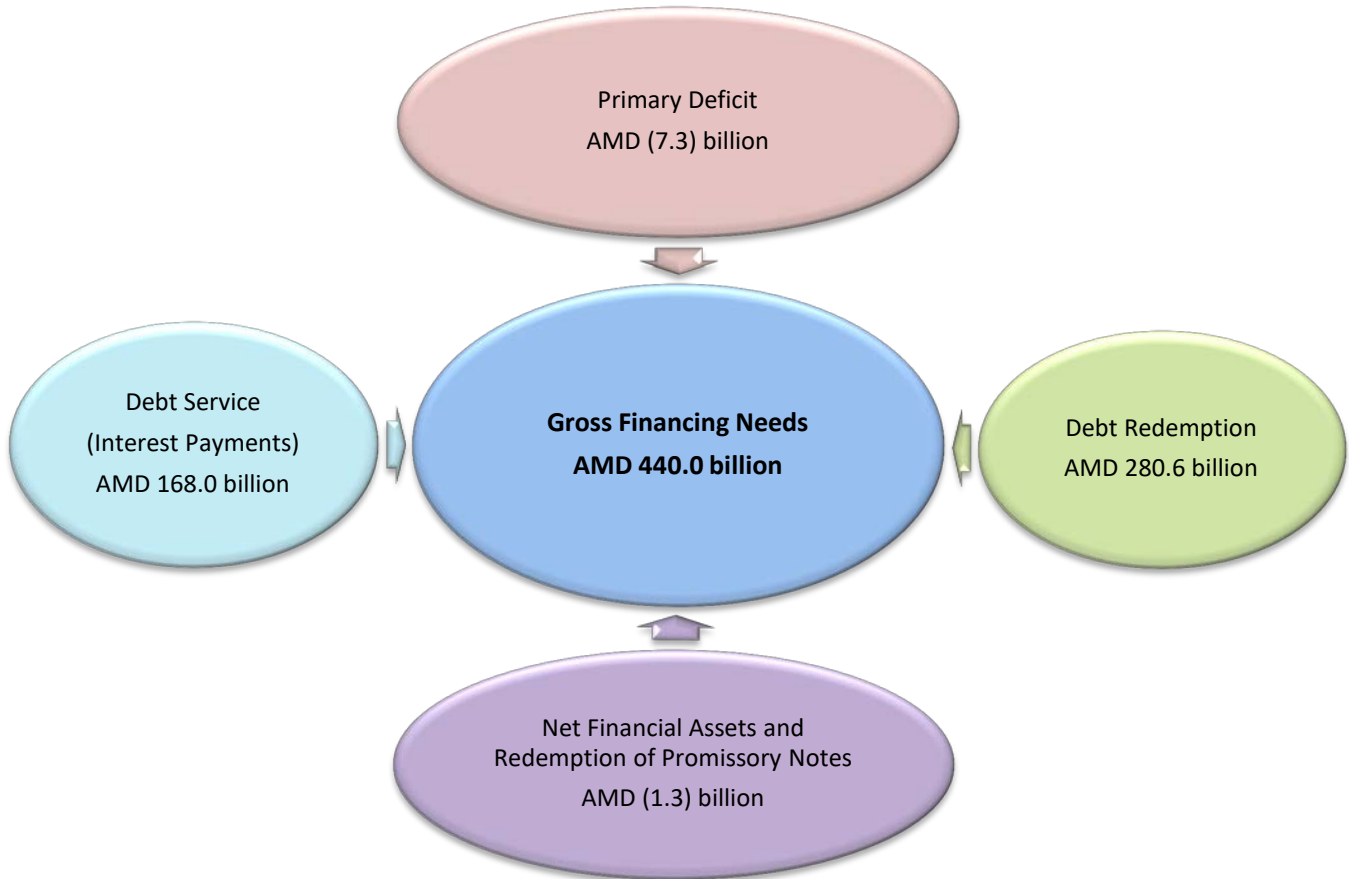 Primary Deficit
AMD (7.3) billion
Debt Service
(Interest Payments)
AMD 168.0 billion
Gross Financing Needs
AMD 440.0 billion
Debt Redemption
AMD 280.6 billion
Net Financial Assets and
Redemption of Promissory Notes
AMD (1.3) billion